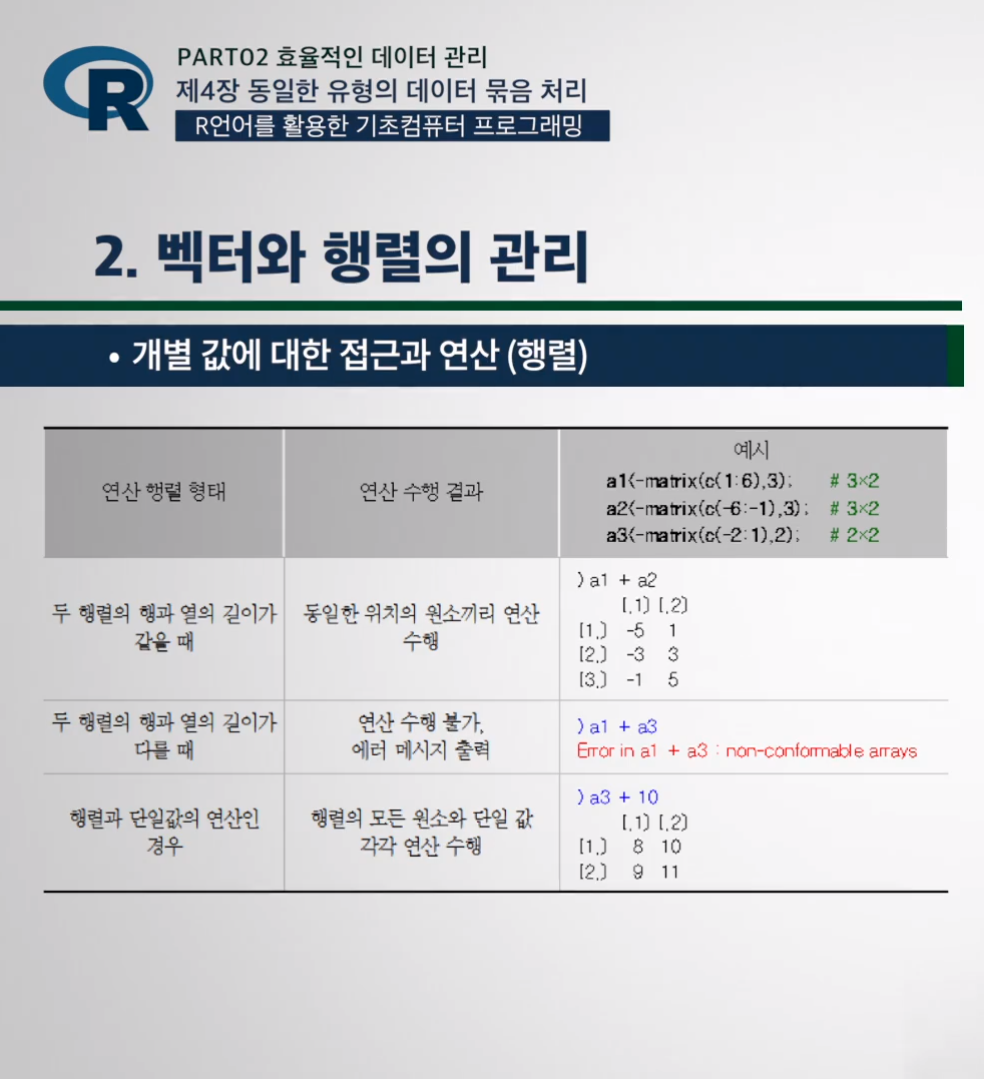 R
PART02 효율적인 데이터 관리
제4장 동일한 유형의 데이터 묶음 처리
R언어를 활용한 기초컴퓨터 프로그래밍
2. 벡터와 행렬의 관리
• 개별 값에 대한 접근과 연산 (행렬)
연산 행렬 형태
연산 수행 결과
예시
a1<-matrix(c(1:6),3); # 3×2
a2<-matrix(c(-6:-1),3); # 3×2
a3<-matrix(c(-2:1),2); # 2×2
두 행렬의 행과 열의 길이가
같을 때
동일한 위치의 원소끼리 연산
수행
> a1 + a2
[,1] [,2]
[1,] -5 1
[2,] -3 3
[3,] -1 5
두 행렬의 행과 열의 길이가
다를 때
연산 수행 불가,
에러 메시지 출력
> a1 + a3
Error in a1 + a3 : non-conformable arrays
행렬과 단일값의 연산인
경우
행렬의 모든 원소와 단일 값
각각 연산 수행
> a3 + 10
[,1] [,2]
[1,] 8 10
[2,] 9 11